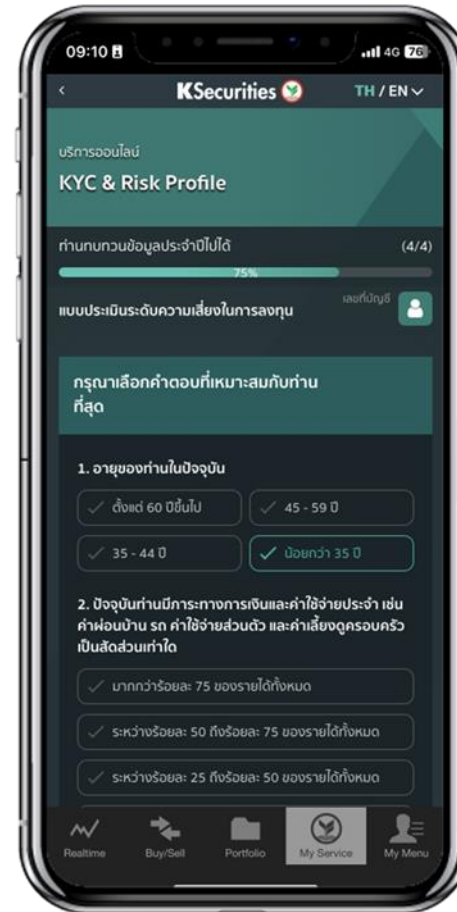 09:10
4G 76
KSecurities TH / EN
บริการออนไลน์
KYC & Risk Profile
ท่านทบทวนข้อมูลประจำปีไปได้ (4/4)
75%
แบบประเมินระดับความเสี่ยงในการลงทุน เลขที่บัญชี
กรุณาเลือกคำตอบที่เหมาะสมกับท่าน
ที่สุด
1. อายุของท่านในปัจจุบัน
ตั้งแต่ 60 ปีขึ้นไป 45 - 59 ปี
35 - 44 ปี น้อยกว่า 35 ปี
2. ปัจจุบันท่านมีภาระทางการเงินและค่าใช้จ่ายประจำ เช่น
ค่าผ่อนบ้าน รถ ค่าใช้จ่ายส่วนตัว และค่าเลี้ยงดูครอบครัว
เป็นสัดส่วนเท่าใด
มากกว่าร้อยละ 75 ของรายได้ทั้งหมด
ระหว่างร้อยละ 50 ถึงร้อยละ 75 ของรายได้ทั้งหมด
ระหว่างร้อยละ 25 ถึงร้อยละ 50 ของรายได้ทั้งหมด
Realtime Buy/Sell Portfolio My Service My Menu